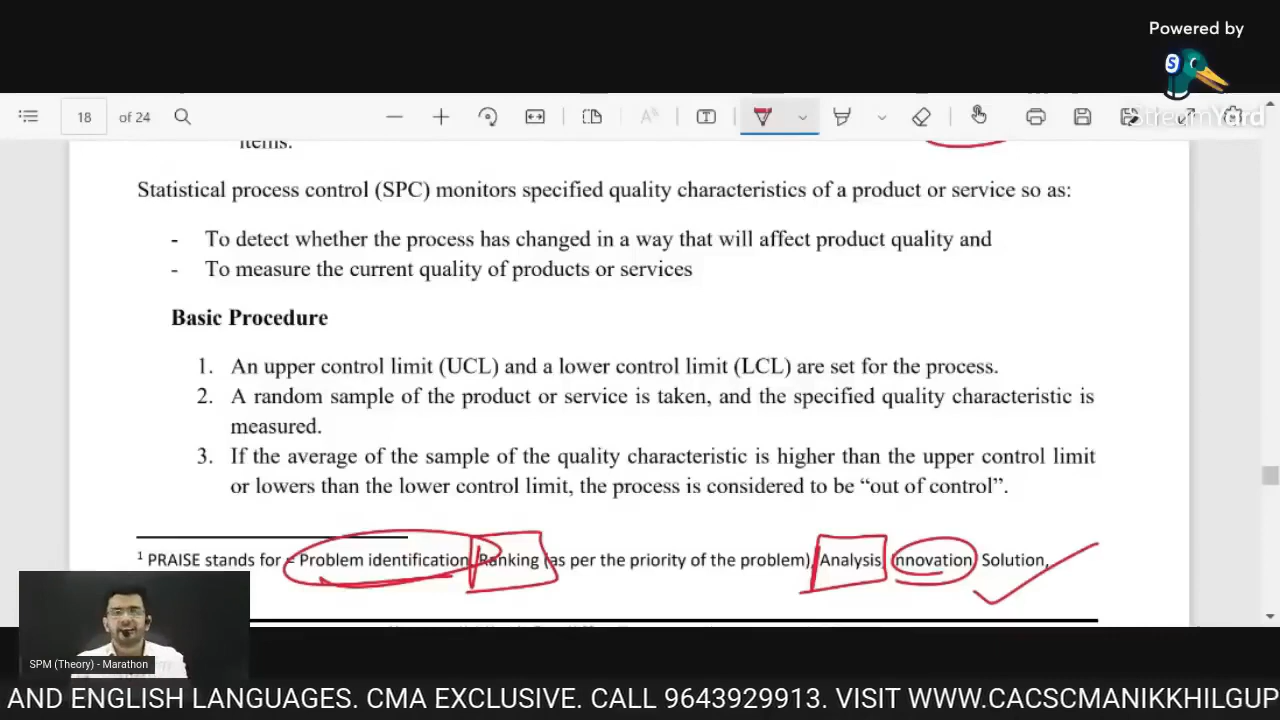 Powered by
S
18 of 24
StreamYard
items.
Statistical process control (SPC) monitors specified quality characteristics of a product or service so as:
- To detect whether the process has changed in a way that will affect product quality and
- To measure the current quality of products or services
Basic Procedure
1. An upper control limit (UCL) and a lower control limit (LCL) are set for the process.
2. A random sample of the product or service is taken, and the specified quality characteristic is
measured.
3. If the average of the sample of the quality characteristic is higher than the upper control limit
or lowers than the lower control limit, the process is considered to be “out of control”.
1 PRAISE stands for – Problem identification, Ranking (as per the priority of the problem), Analysis, Innovation, Solution,
SPM (Theory) - Marathon
AND ENGLISH LANGUAGES. CMA EXCLUSIVE. CALL 9643929913. VISIT WWW.CACSCMANIKKHILGUP